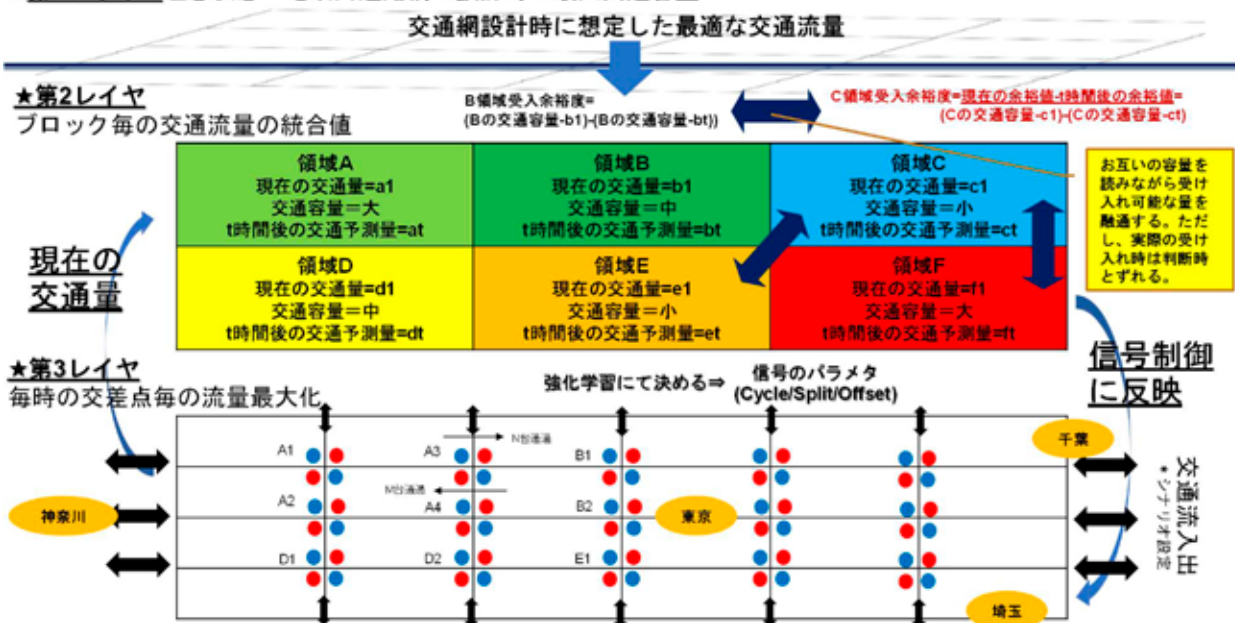 交通網設計時に想定した最適な交通流量
★第2レイヤ
ブロック毎の交通流量の統合値
B領域受入余裕度=
(Bの交通容量-b1)-(Bの交通容量-bt))
C領域受入余裕度=現在の余裕値-t時間後の余裕値=
(Cの交通容量-c1)-(Cの交通容量-ct)
領域A
現在の交通量=a1
交通容量＝大
t時間後の交通予測量=at
領域B
現在の交通量=b1
交通容量＝中
t時間後の交通予測量=bt
領域C
現在の交通量=c1
交通容量＝小
t時間後の交通予測量=ct
お互いの容量を
読みながら受け
入れ可能な量を
融通する。ただ
し、実際の受け
入れ時は判断時
とずれる。
現在の
交通量
領域D
現在の交通量=d1
交通容量＝中
t時間後の交通予測量=dt
領域E
現在の交通量=e1
交通容量＝小
t時間後の交通予測量=et
領域F
現在の交通量=f1
交通容量＝大
t時間後の交通予測量=ft
★第3レイヤ
毎時の交差点毎の流量最大化
強化学習にて決める⇒
信号のパラメタ
(Cycle/Split/Offset)
信号制御
に反映
A1
A3
N台通過
B1
千葉
M台通過
A2
A4
B2
神奈川
東京
D1
D2
E1
埼玉
交通流入出
*シナリオ設定